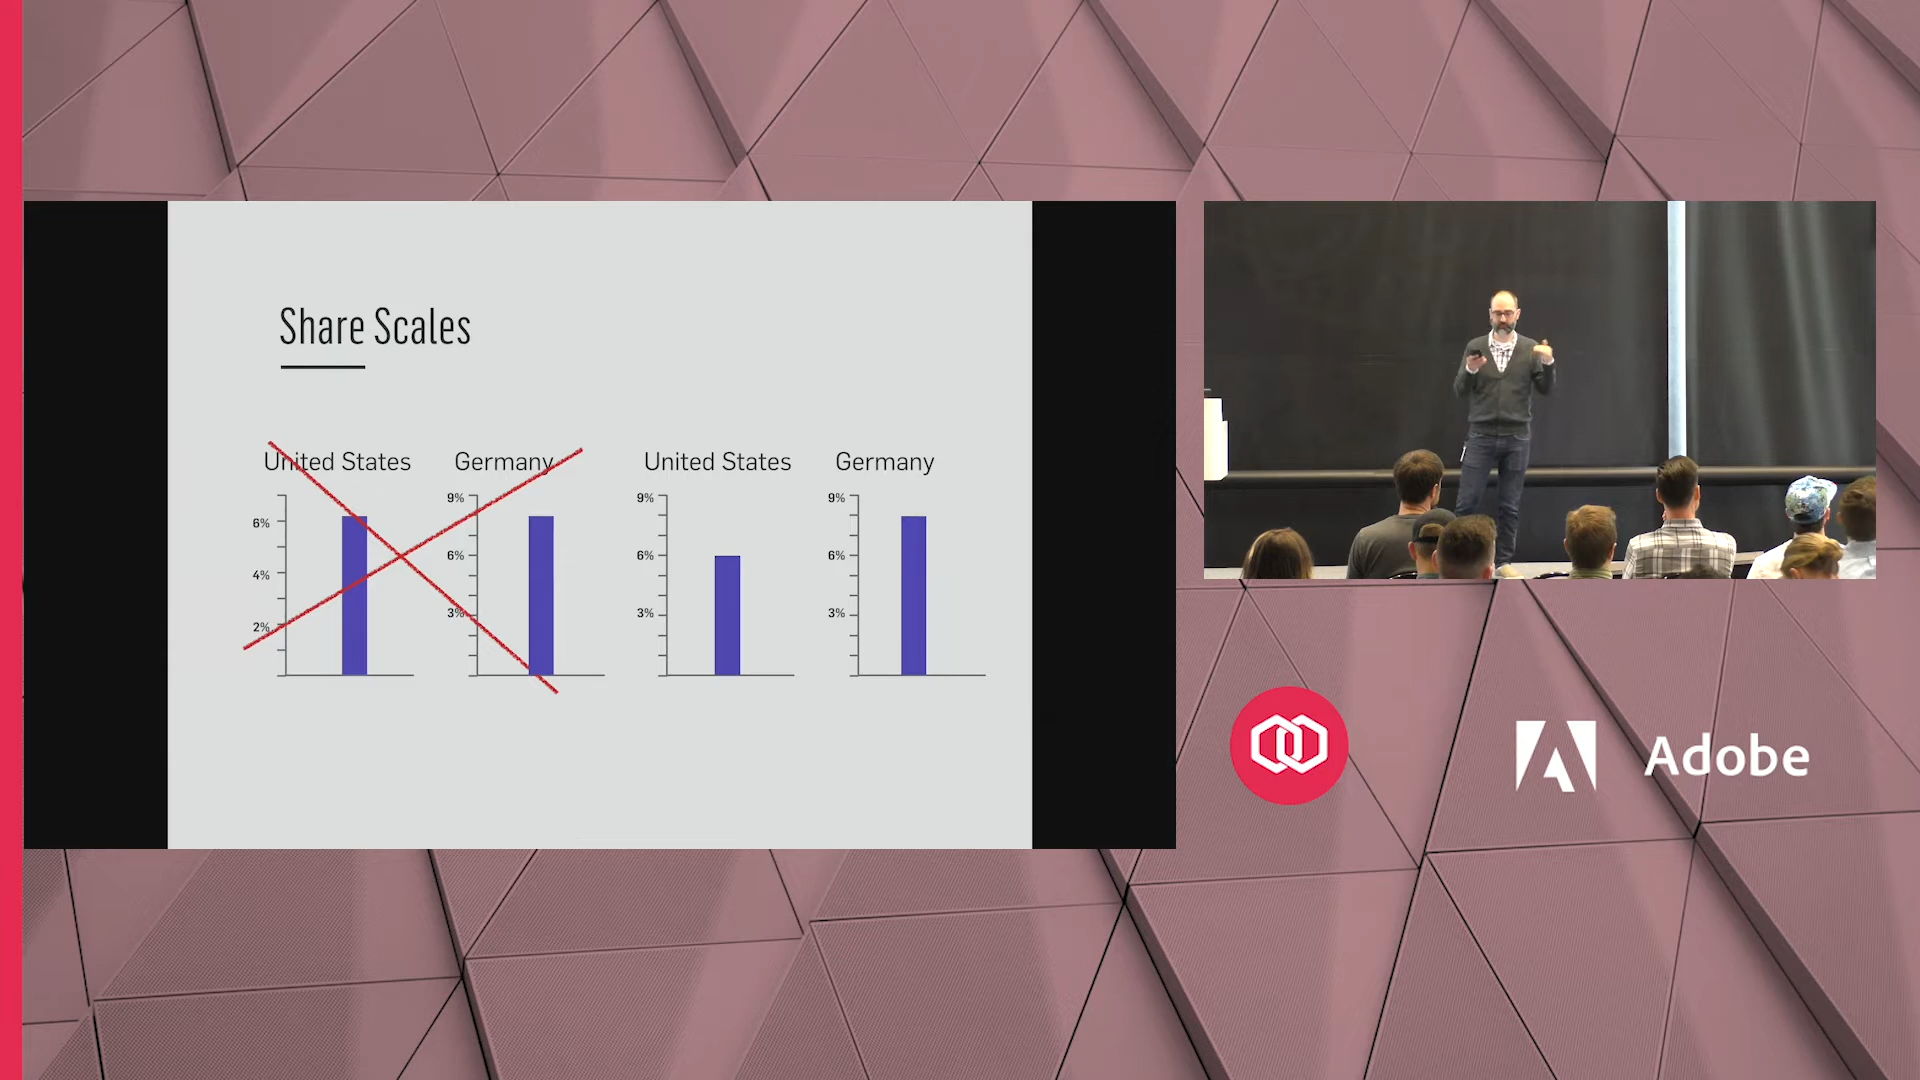 Share Scales
United States
Germany
United States
Germany
6%
4%
2%
9%
6%
3%
9%
6%
3%
9%
6%
3%
Adobe